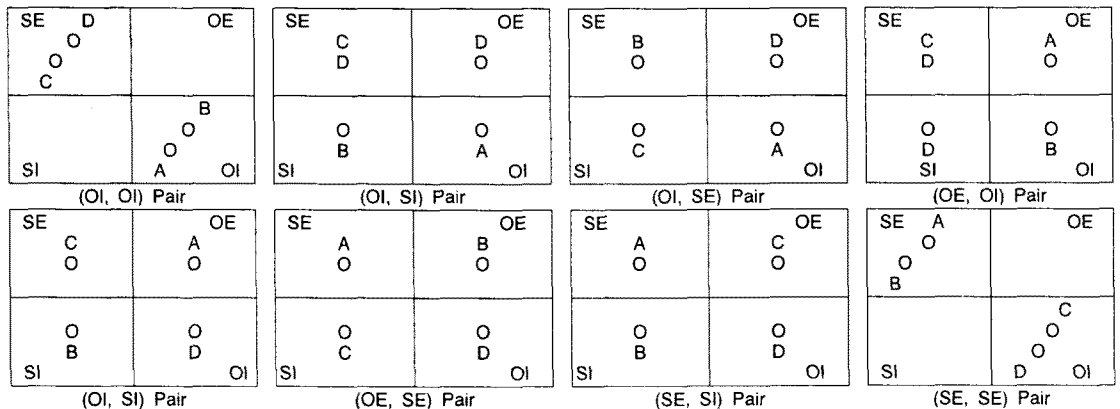 SE D OE
O
O
C
B
O
O
SI A OI
(OI, OI) Pair
SE OE
C D
D O
O O
B A
SI OI
(OI, SI) Pair
SE OE
B D
O O
O O
C A
SI OI
(OI, SE) Pair
SE OE
C A
D O
O O
D B
SI OI
(OE, OI) Pair
SE OE
C A
O O
O O
B D
SI OI
(OI, SI) Pair
SE OE
A B
O O
O O
C D
SI OI
(OE, SE) Pair
SE OE
A C
O O
O O
B D
SI OI
(SE, SI) Pair
SE A OE
O
O
B
C
O
O
SI D OI
(SE, SE) Pair